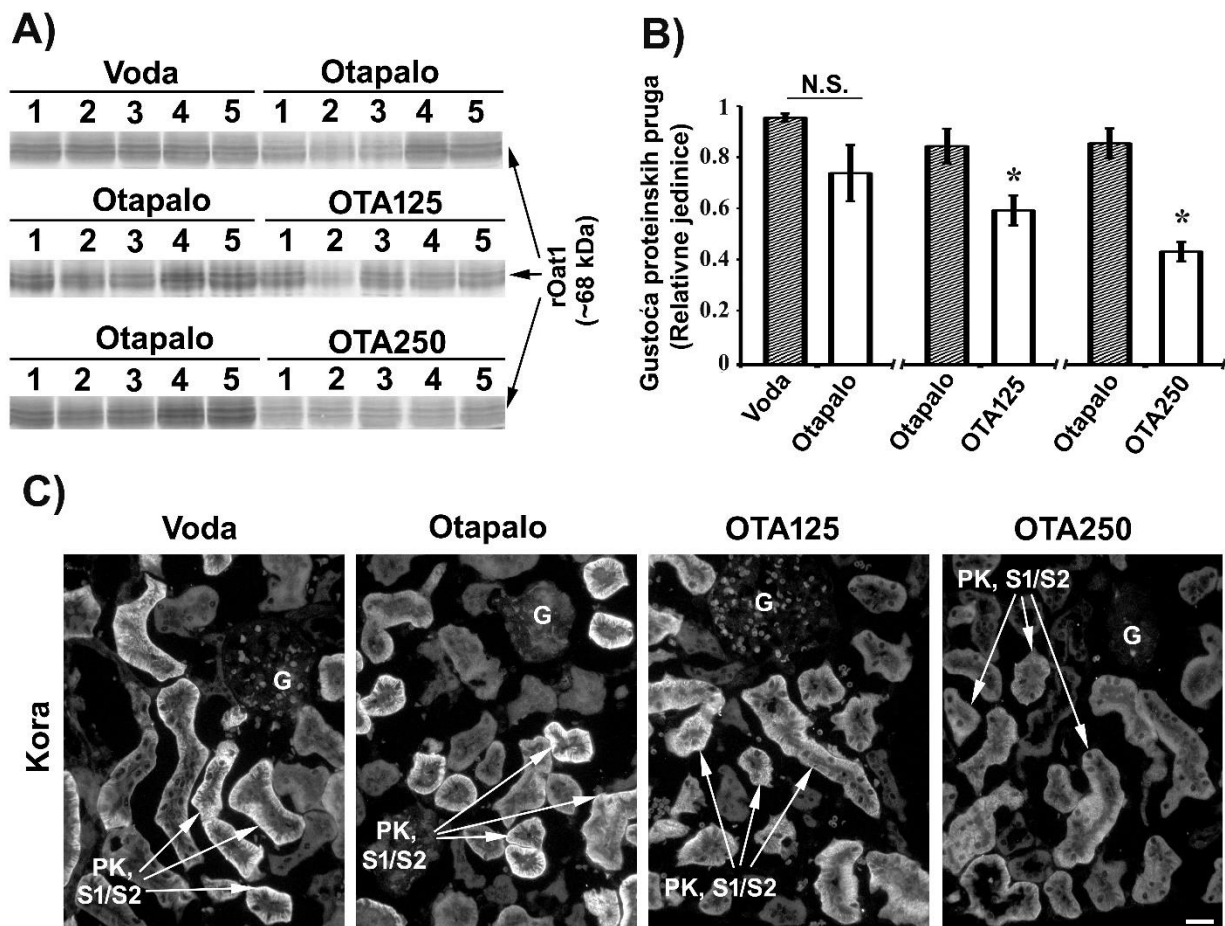 A)
Voda Otapalo
1 2 3 4 5 1 2 3 4 5
Otapalo OTA125
1 2 3 4 5 1 2 3 4 5
Otapalo OTA250
1 2 3 4 5 1 2 3 4 5
rOat1
(~68 kDa)
B)
N.S.
Gustoća proteinskih pruga
(Relativne jedinice)
1
0.8
0.6
0.4
0.2
0
*
*
Voda
Otapalo
Otapalo
OTA125
Otapalo
OTA250
C)
Voda Otapalo OTA125 OTA250
Kora
G
PK,
S1/S2
G
PK,
S1/S2
G
PK, S1/S2
PK, S1/S2
G